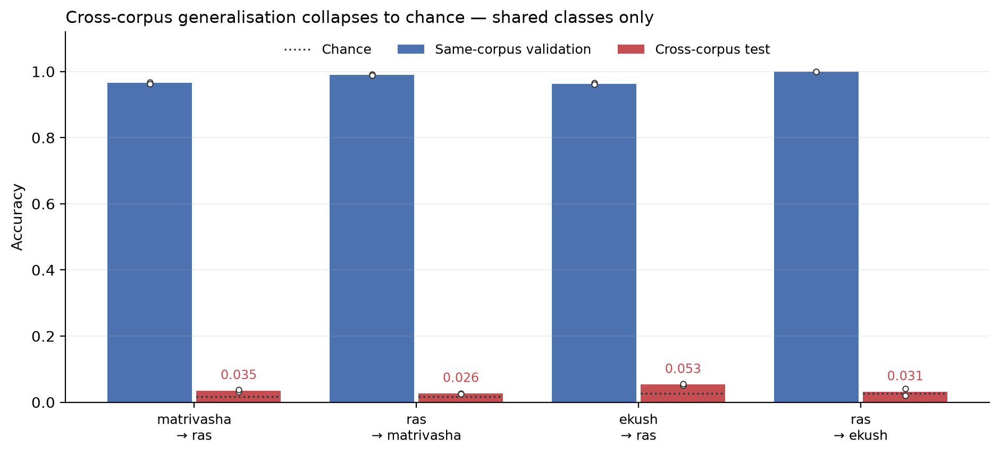 Cross-corpus generalisation collapses to chance — shared classes only
Chance
Same-corpus validation
Cross-corpus test
Accuracy
1.0
0.8
0.6
0.4
0.2
0.0
0.035
0.026
0.053
0.031
matrivasha
→ ras
ras
→ matrivasha
ekush
→ ras
ras
→ ekush